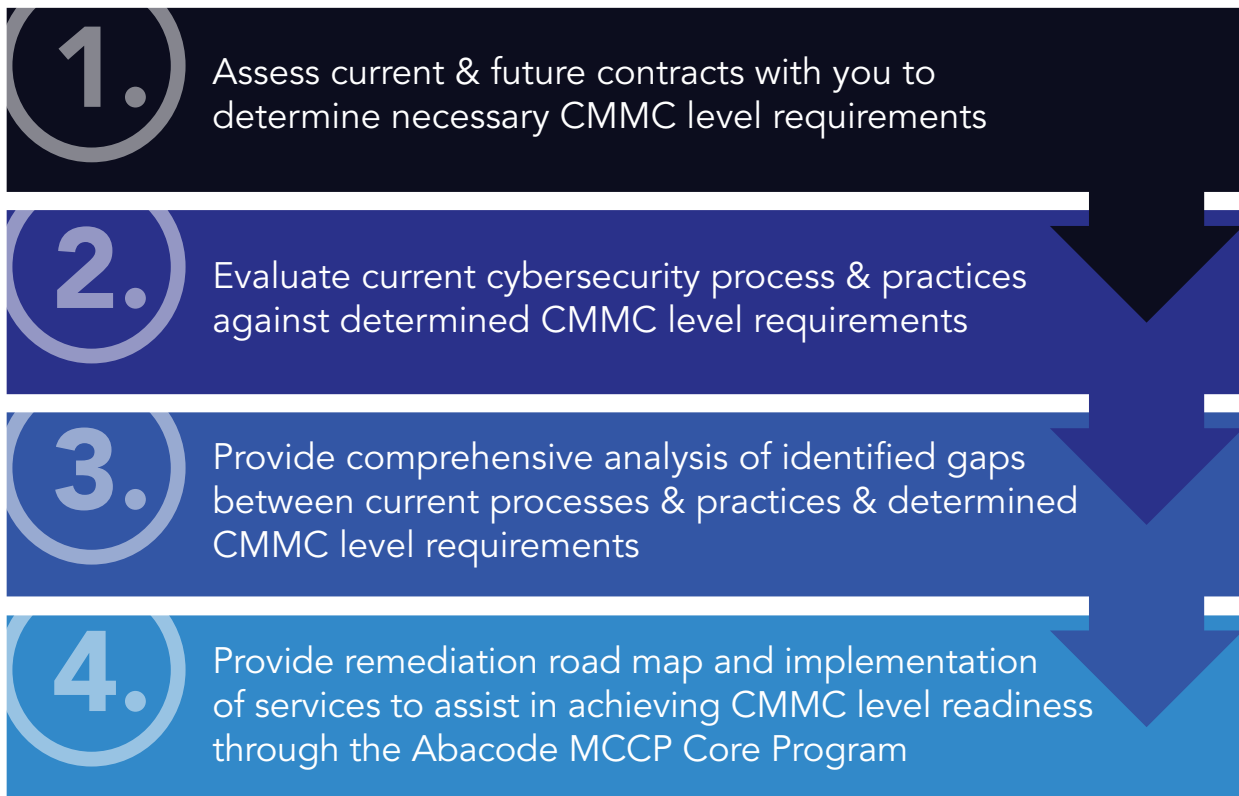 1.
Assess current & future contracts with you to
determine necessary CMMC level requirements
2.
Evaluate current cybersecurity process & practices
against determined CMMC level requirements
3.
Provide comprehensive analysis of identified gaps
between current processes & practices & determined
CMMC level requirements
4.
Provide remediation road map and implementation
of services to assist in achieving CMMC level readiness
through the Abacode MCCP Core Program